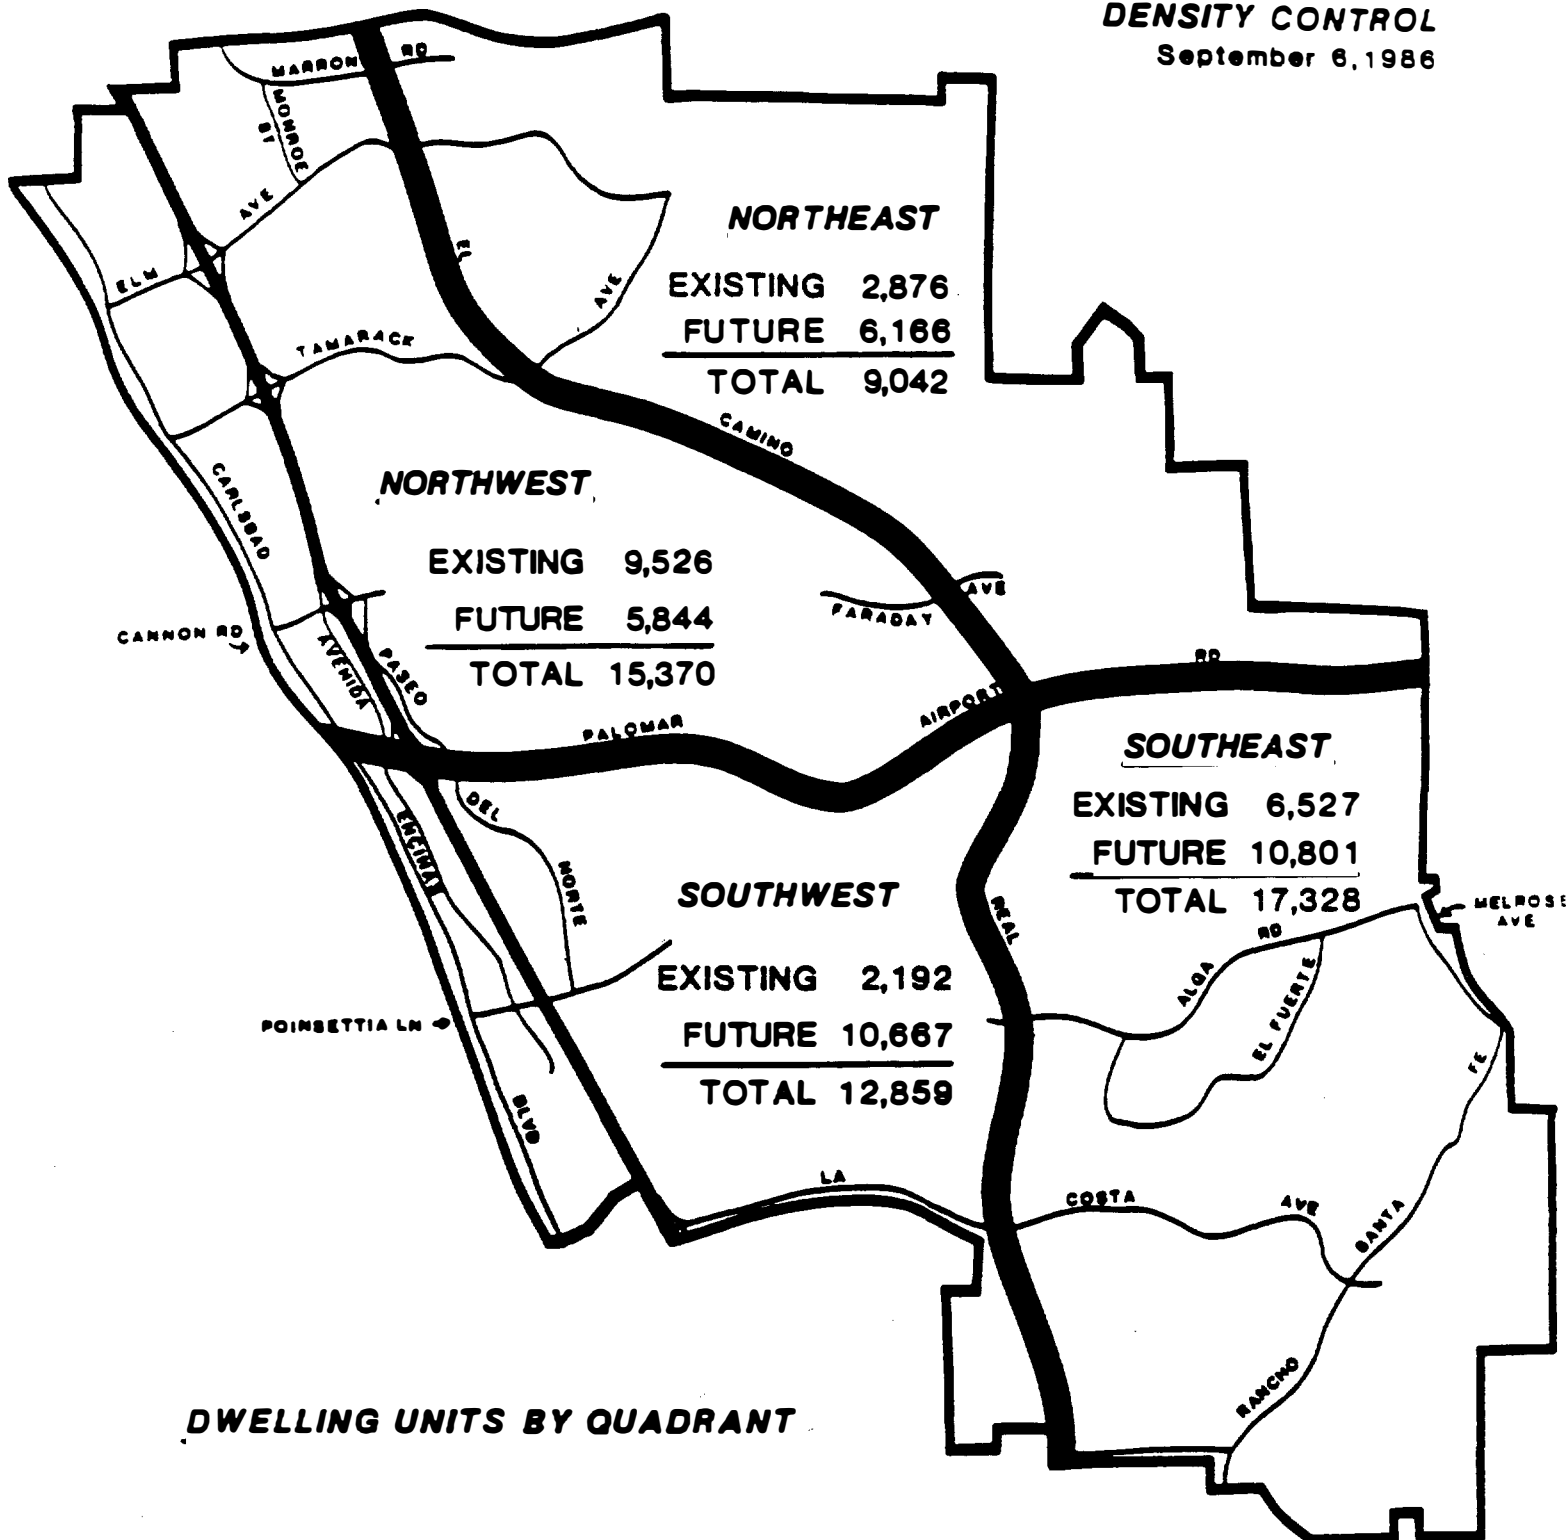 DENSITY CONTROL
September 6, 1986
MARRON RD
MONROE ST
AVE
ELM
EL
AVE
TAMARACK
NORTHEAST
EXISTING 2,876
FUTURE 6,166
TOTAL 9,042
CAMINO
NORTHWEST
EXISTING 9,526
FUTURE 5,844
TOTAL 15,370
CARLSBAD
FARADAY AVE
CANNON RD
AVENIDA
PASEO
PALOMAR
AIRPORT
RD
SOUTHEAST
EXISTING 6,527
FUTURE 10,801
TOTAL 17,328
DEL
ENCINAS
NORTE
SOUTHWEST
EXISTING 2,192
FUTURE 10,667
TOTAL 12,859
REAL
MELROSE
AVE
ALGA
RD
EL FUERTE
POINSETTIA LN
FE
BLVD
LA
COSTA
AVE
SANTA
RANCHO
DWELLING UNITS BY QUADRANT